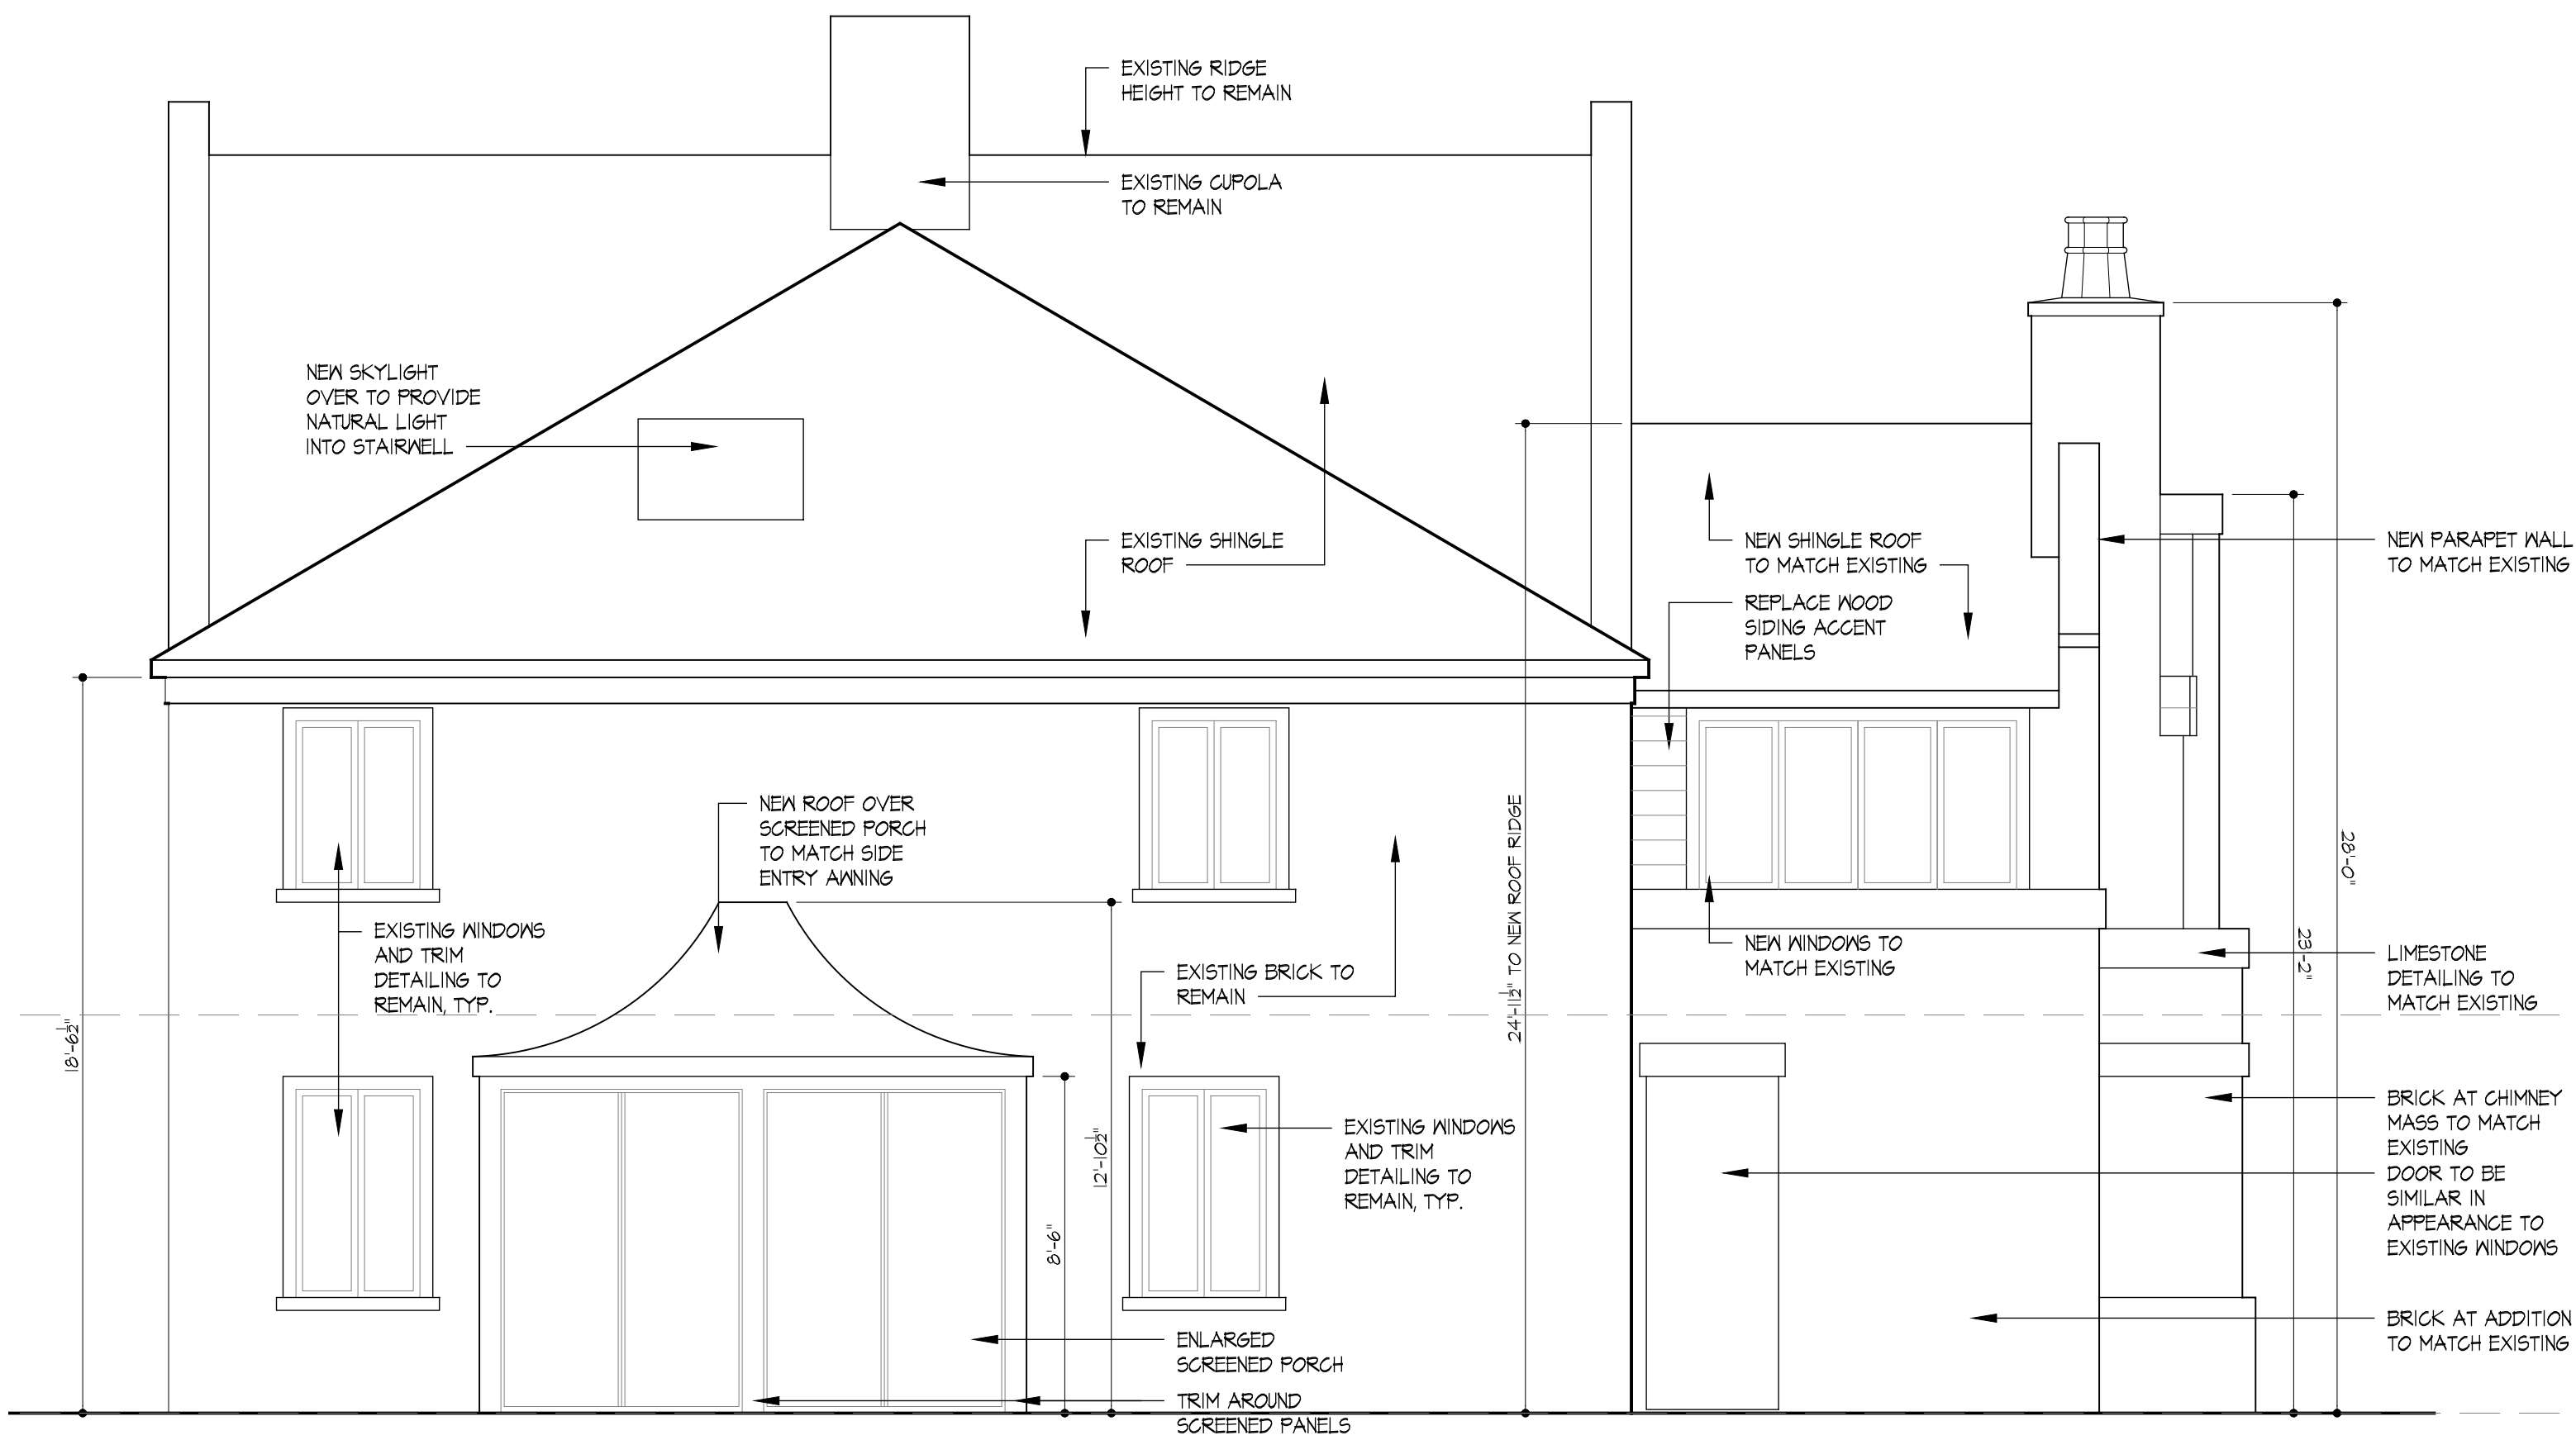 EXISTING RIDGE
HEIGHT TO REMAIN
EXISTING CUPOLA
TO REMAIN
NEW SKYLIGHT
OVER TO PROVIDE
NATURAL LIGHT
INTO STAIRWELL
EXISTING SHINGLE
ROOF
NEW SHINGLE ROOF
TO MATCH EXISTING
REPLACE WOOD
SIDING ACCENT
PANELS
NEW PARAPET WALL
TO MATCH EXISTING
NEW ROOF OVER
SCREENED PORCH
TO MATCH SIDE
ENTRY AWNING
EXISTING WINDOWS
AND TRIM
DETAILING TO
REMAIN, TYP.
EXISTING BRICK TO
REMAIN
NEW WINDOWS TO
MATCH EXISTING
LIMESTONE
DETAILING TO
MATCH EXISTING
18'-6½"
24'-11½" TO NEW ROOF RIDGE
28'-0"
23'-2"
12'-10½"
8'-6"
EXISTING WINDOWS
AND TRIM
DETAILING TO
REMAIN, TYP.
BRICK AT CHIMNEY
MASS TO MATCH
EXISTING
DOOR TO BE
SIMILAR IN
APPEARANCE TO
EXISTING WINDOWS
BRICK AT ADDITION
TO MATCH EXISTING
ENLARGED
SCREENED PORCH
TRIM AROUND
SCREENED PANELS